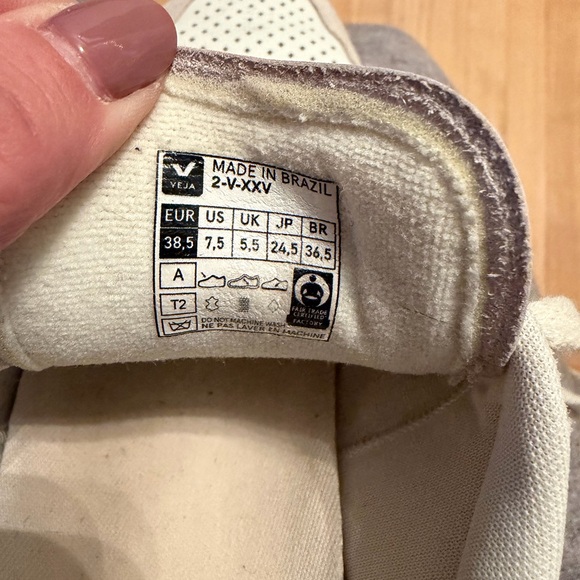 VEJA
MADE IN BRAZIL
2-V-XXV
EUR US UK JP BR
38,5 7,5 5.5 24,5 36,5
A
T2
FAIR TRADE
CERTIFIED
FACTORY
DO NOT MACHINE WASH
NE PAS LAVER EN MACHINE